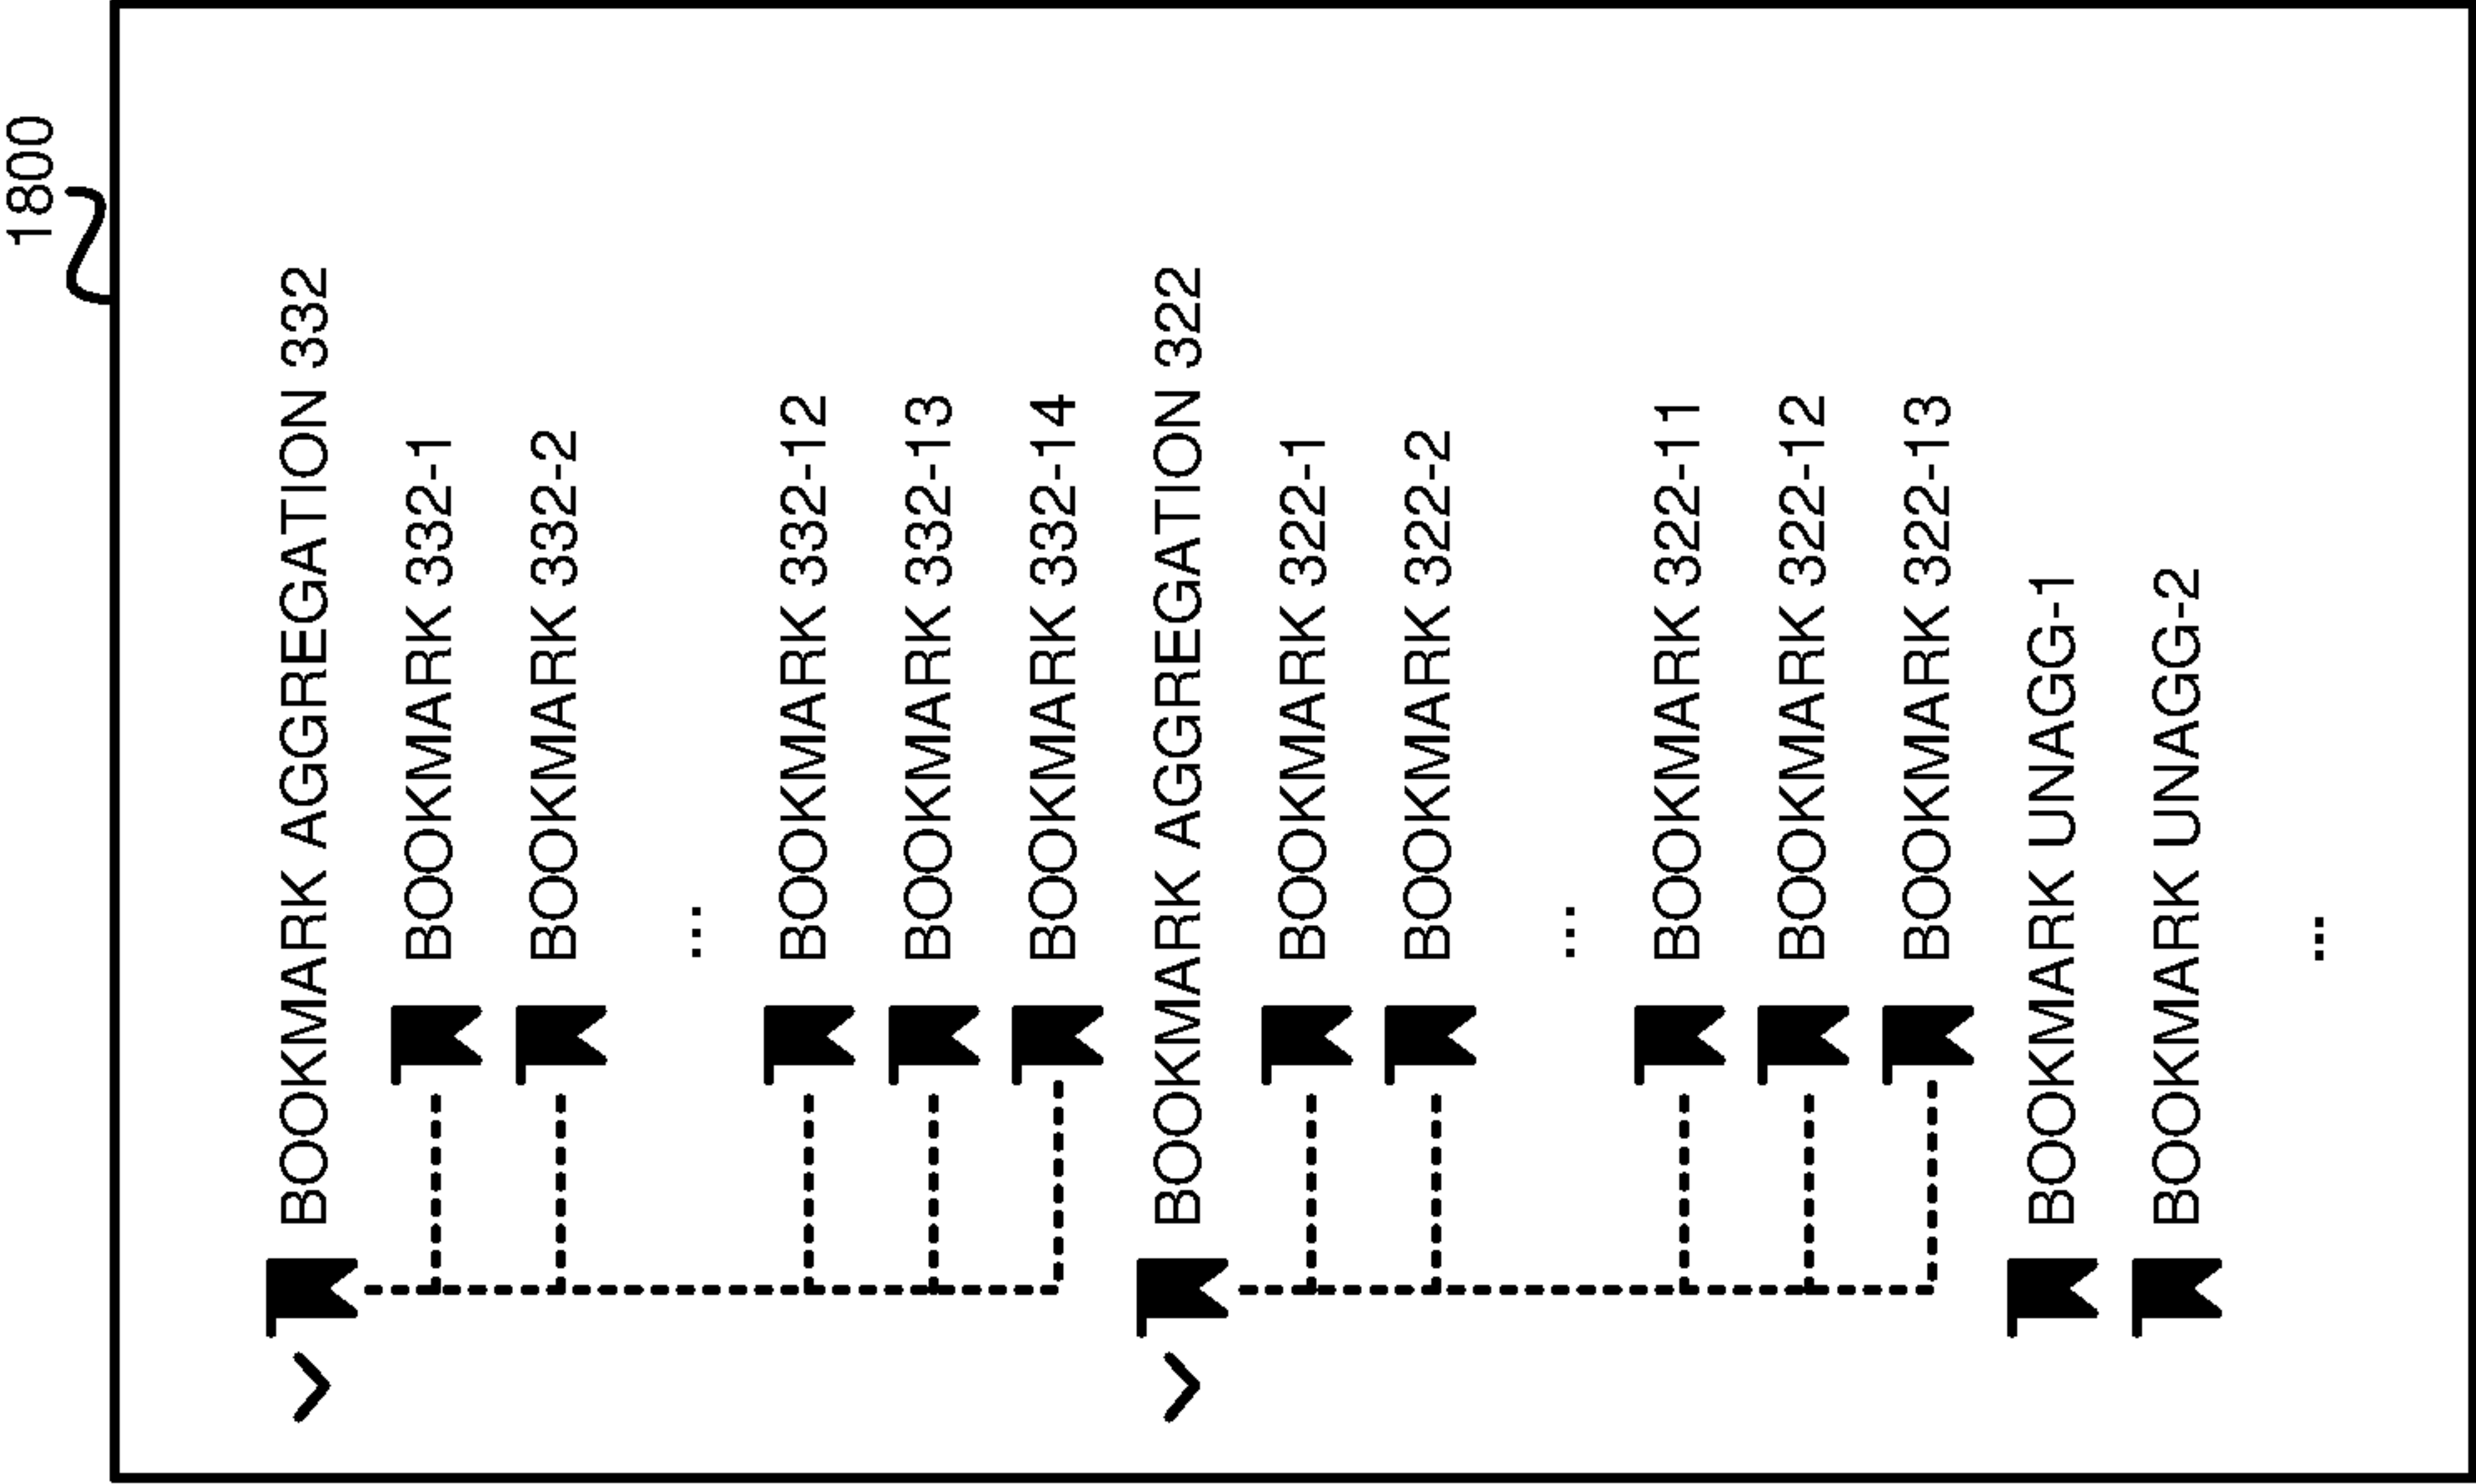 1800
BOOKMARK AGGREGATION 332
BOOKMARK 332-1
BOOKMARK 332-2
...
BOOKMARK 332-12
BOOKMARK 332-13
BOOKMARK 332-14
BOOKMARK AGGREGATION 322
BOOKMARK 322-1
BOOKMARK 322-2
...
BOOKMARK 322-11
BOOKMARK 322-12
BOOKMARK 322-13
BOOKMARK UNAGG-1
BOOKMARK UNAGG-2
...